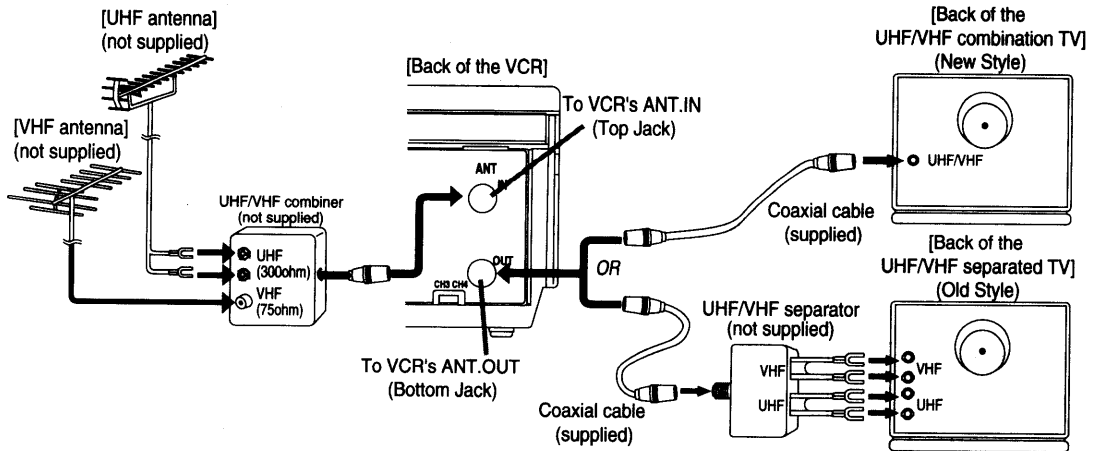 [UHF antenna]
(not supplied)
[VHF antenna]
(not supplied)
UHF/VHF combiner
(not supplied)
UHF
(300ohm)
VHF
(75ohm)
[Back of the VCR]
To VCR's ANT.IN
(Top Jack)
ANT
IN
OUT
CH3 CH4
To VCR's ANT.OUT
(Bottom Jack)
OR
Coaxial cable
(supplied)
[Back of the
UHF/VHF combination TV]
(New Style)
UHF/VHF
Coaxial cable
(supplied)
UHF/VHF separator
(not supplied)
VHF
UHF
[Back of the
UHF/VHF separated TV]
(Old Style)
VHF
UHF